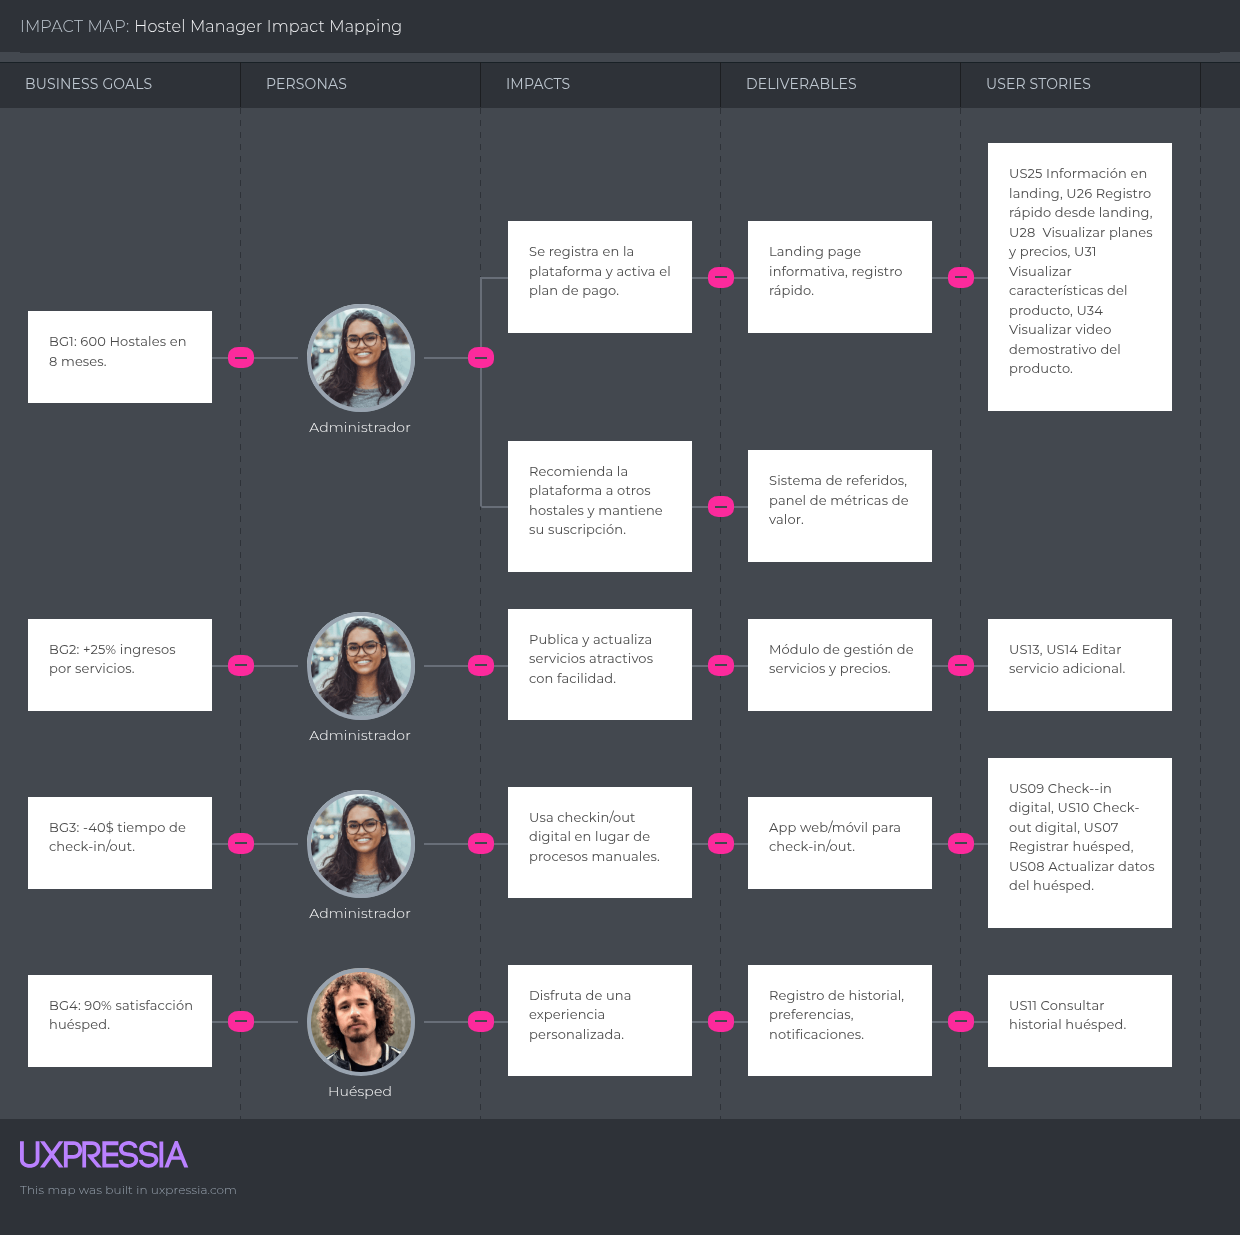 IMPACT MAP: Hostel Manager Impact Mapping
BUSINESS GOALS
PERSONAS
IMPACTS
DELIVERABLES
USER STORIES
BG1: 600 Hostales en
8 meses.
Administrador
Se registra en la
plataforma y activa el
plan de pago.
Landing page
informativa, registro
rápido.
US25 Información en
landing, U26 Registro
rápido desde landing,
U28  Visualizar planes
y precios, U31
Visualizar
características del
producto, U34
Visualizar video
demostrativo del
producto.
Recomienda la
plataforma a otros
hostales y mantiene
su suscripción.
Sistema de referidos,
panel de métricas de
valor.
BG2: +25% ingresos
por servicios.
Administrador
Publica y actualiza
servicios atractivos
con facilidad.
Módulo de gestión de
servicios y precios.
US13, US14 Editar
servicio adicional.
BG3: -40$ tiempo de
check-in/out.
Administrador
Usa checkin/out
digital en lugar de
procesos manuales.
App web/móvil para
check-in/out.
US09 Check--in
digital, US10 Check-
out digital, US07
Registrar huésped,
US08 Actualizar datos
del huésped.
BG4: 90% satisfacción
huésped.
Huésped
Disfruta de una
experiencia
personalizada.
Registro de historial,
preferencias,
notificaciones.
US11 Consultar
historial huésped.
UXPRESSIA
This map was built in uxpressia.com